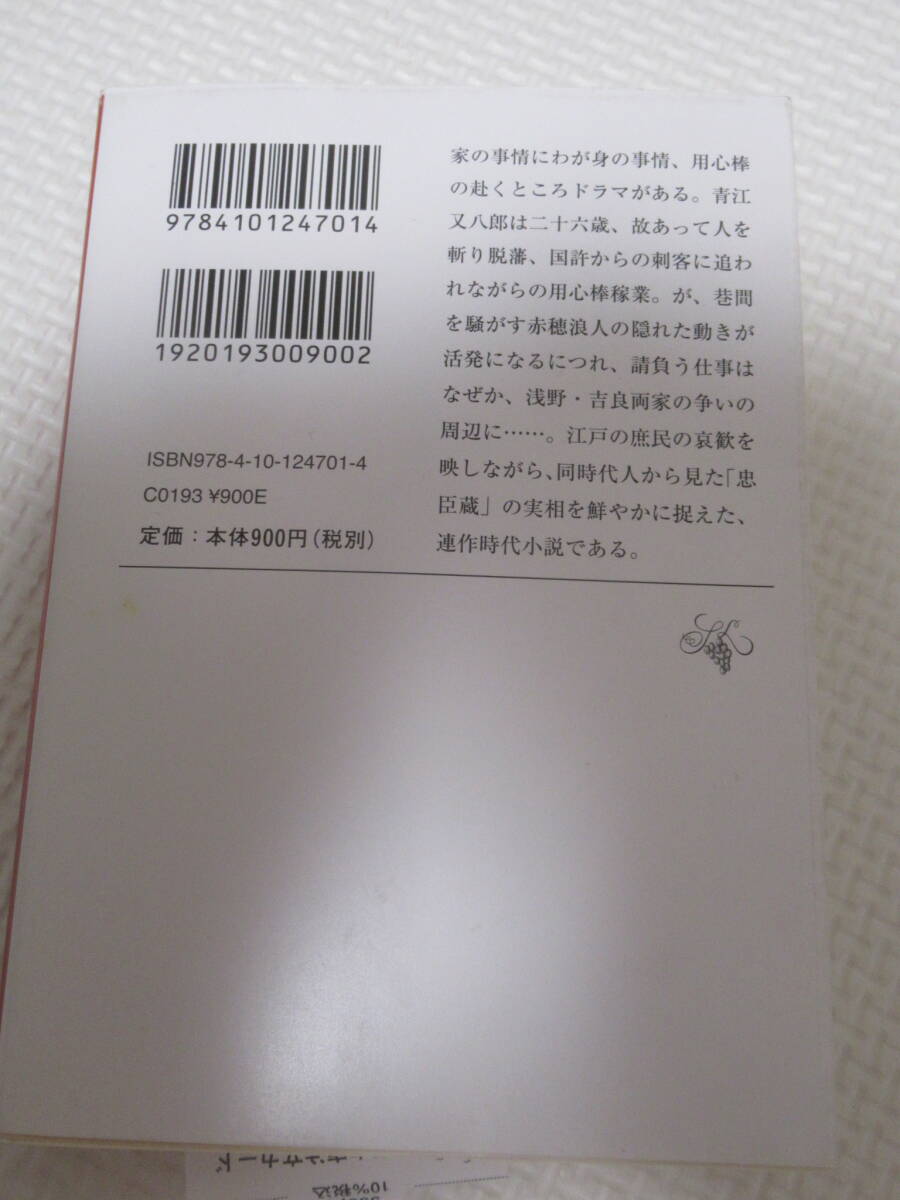 9784101247014
1920193009002
ISBN978-4-10-124701-4
C0193 ¥900E
定価：本体900円（税別）
家の事情にわが身の事情、用心棒
の赴くところドラマがある。青江
又八郎は二十六歳、故あって人を
斬り脱藩、国許からの刺客に追わ
れながらの用心棒稼業。が、巷間
を騒がす赤穂浪人の隠れた動きが
活発になるにつれ、請負う仕事は
なぜか、浅野・吉良両家の争いの
周辺に……。江戸の庶民の哀歓を
映しながら、同時代人から見た「忠
臣蔵」の実相を鮮やかに捉えた、
連作時代小説である。
10%税込